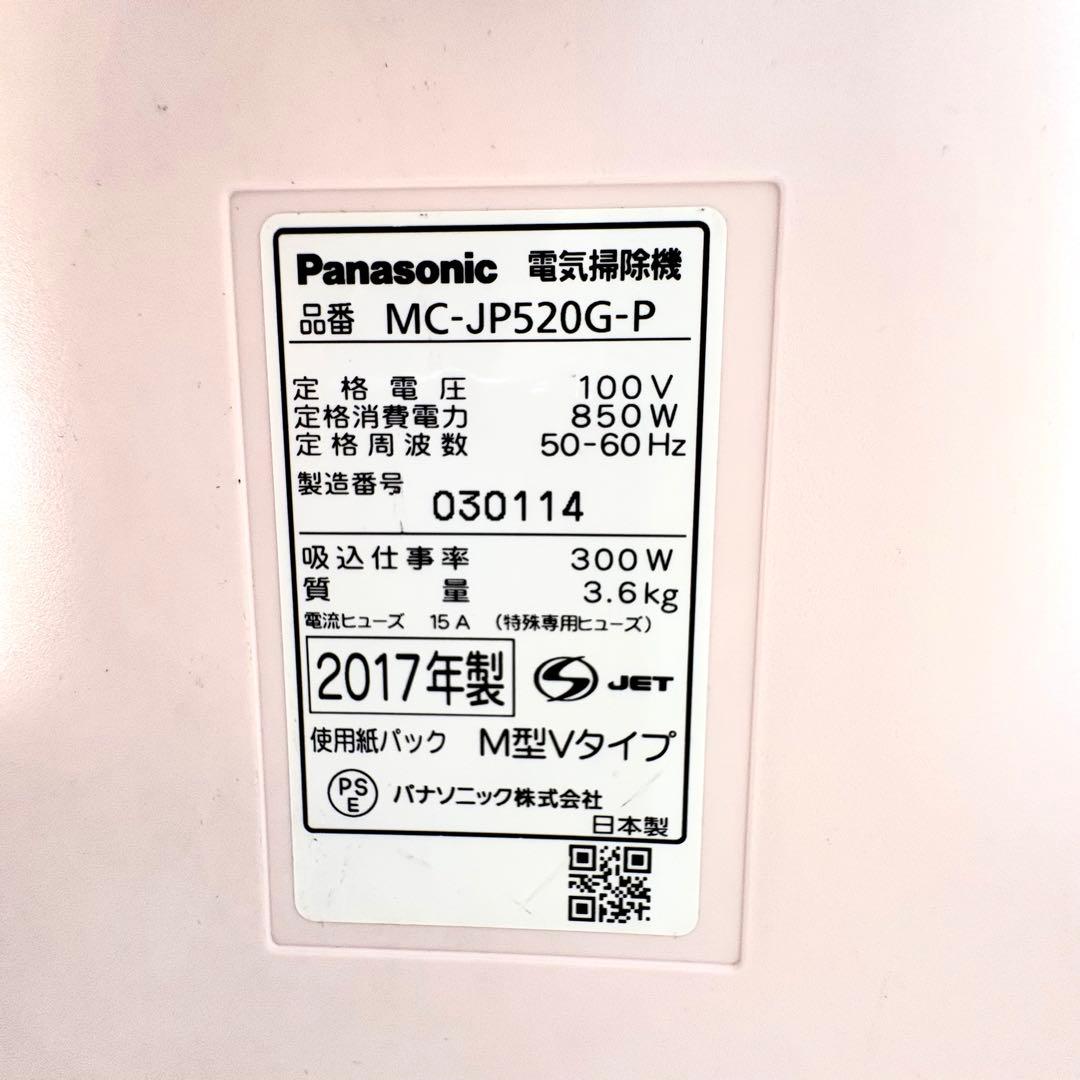 Panasonic 電気掃除機
品番 MC-JP520G-P
定格電圧 100V
定格消費電力 850W
定格周波数 50-60Hz
製造番号 030114
吸込仕事率 300W
質量 3.6kg
電流ヒューズ 15A (特殊専用ヒューズ)
2017年製 S JET
使用紙パック M型Vタイプ
PSE パナソニック株式会社
日本製